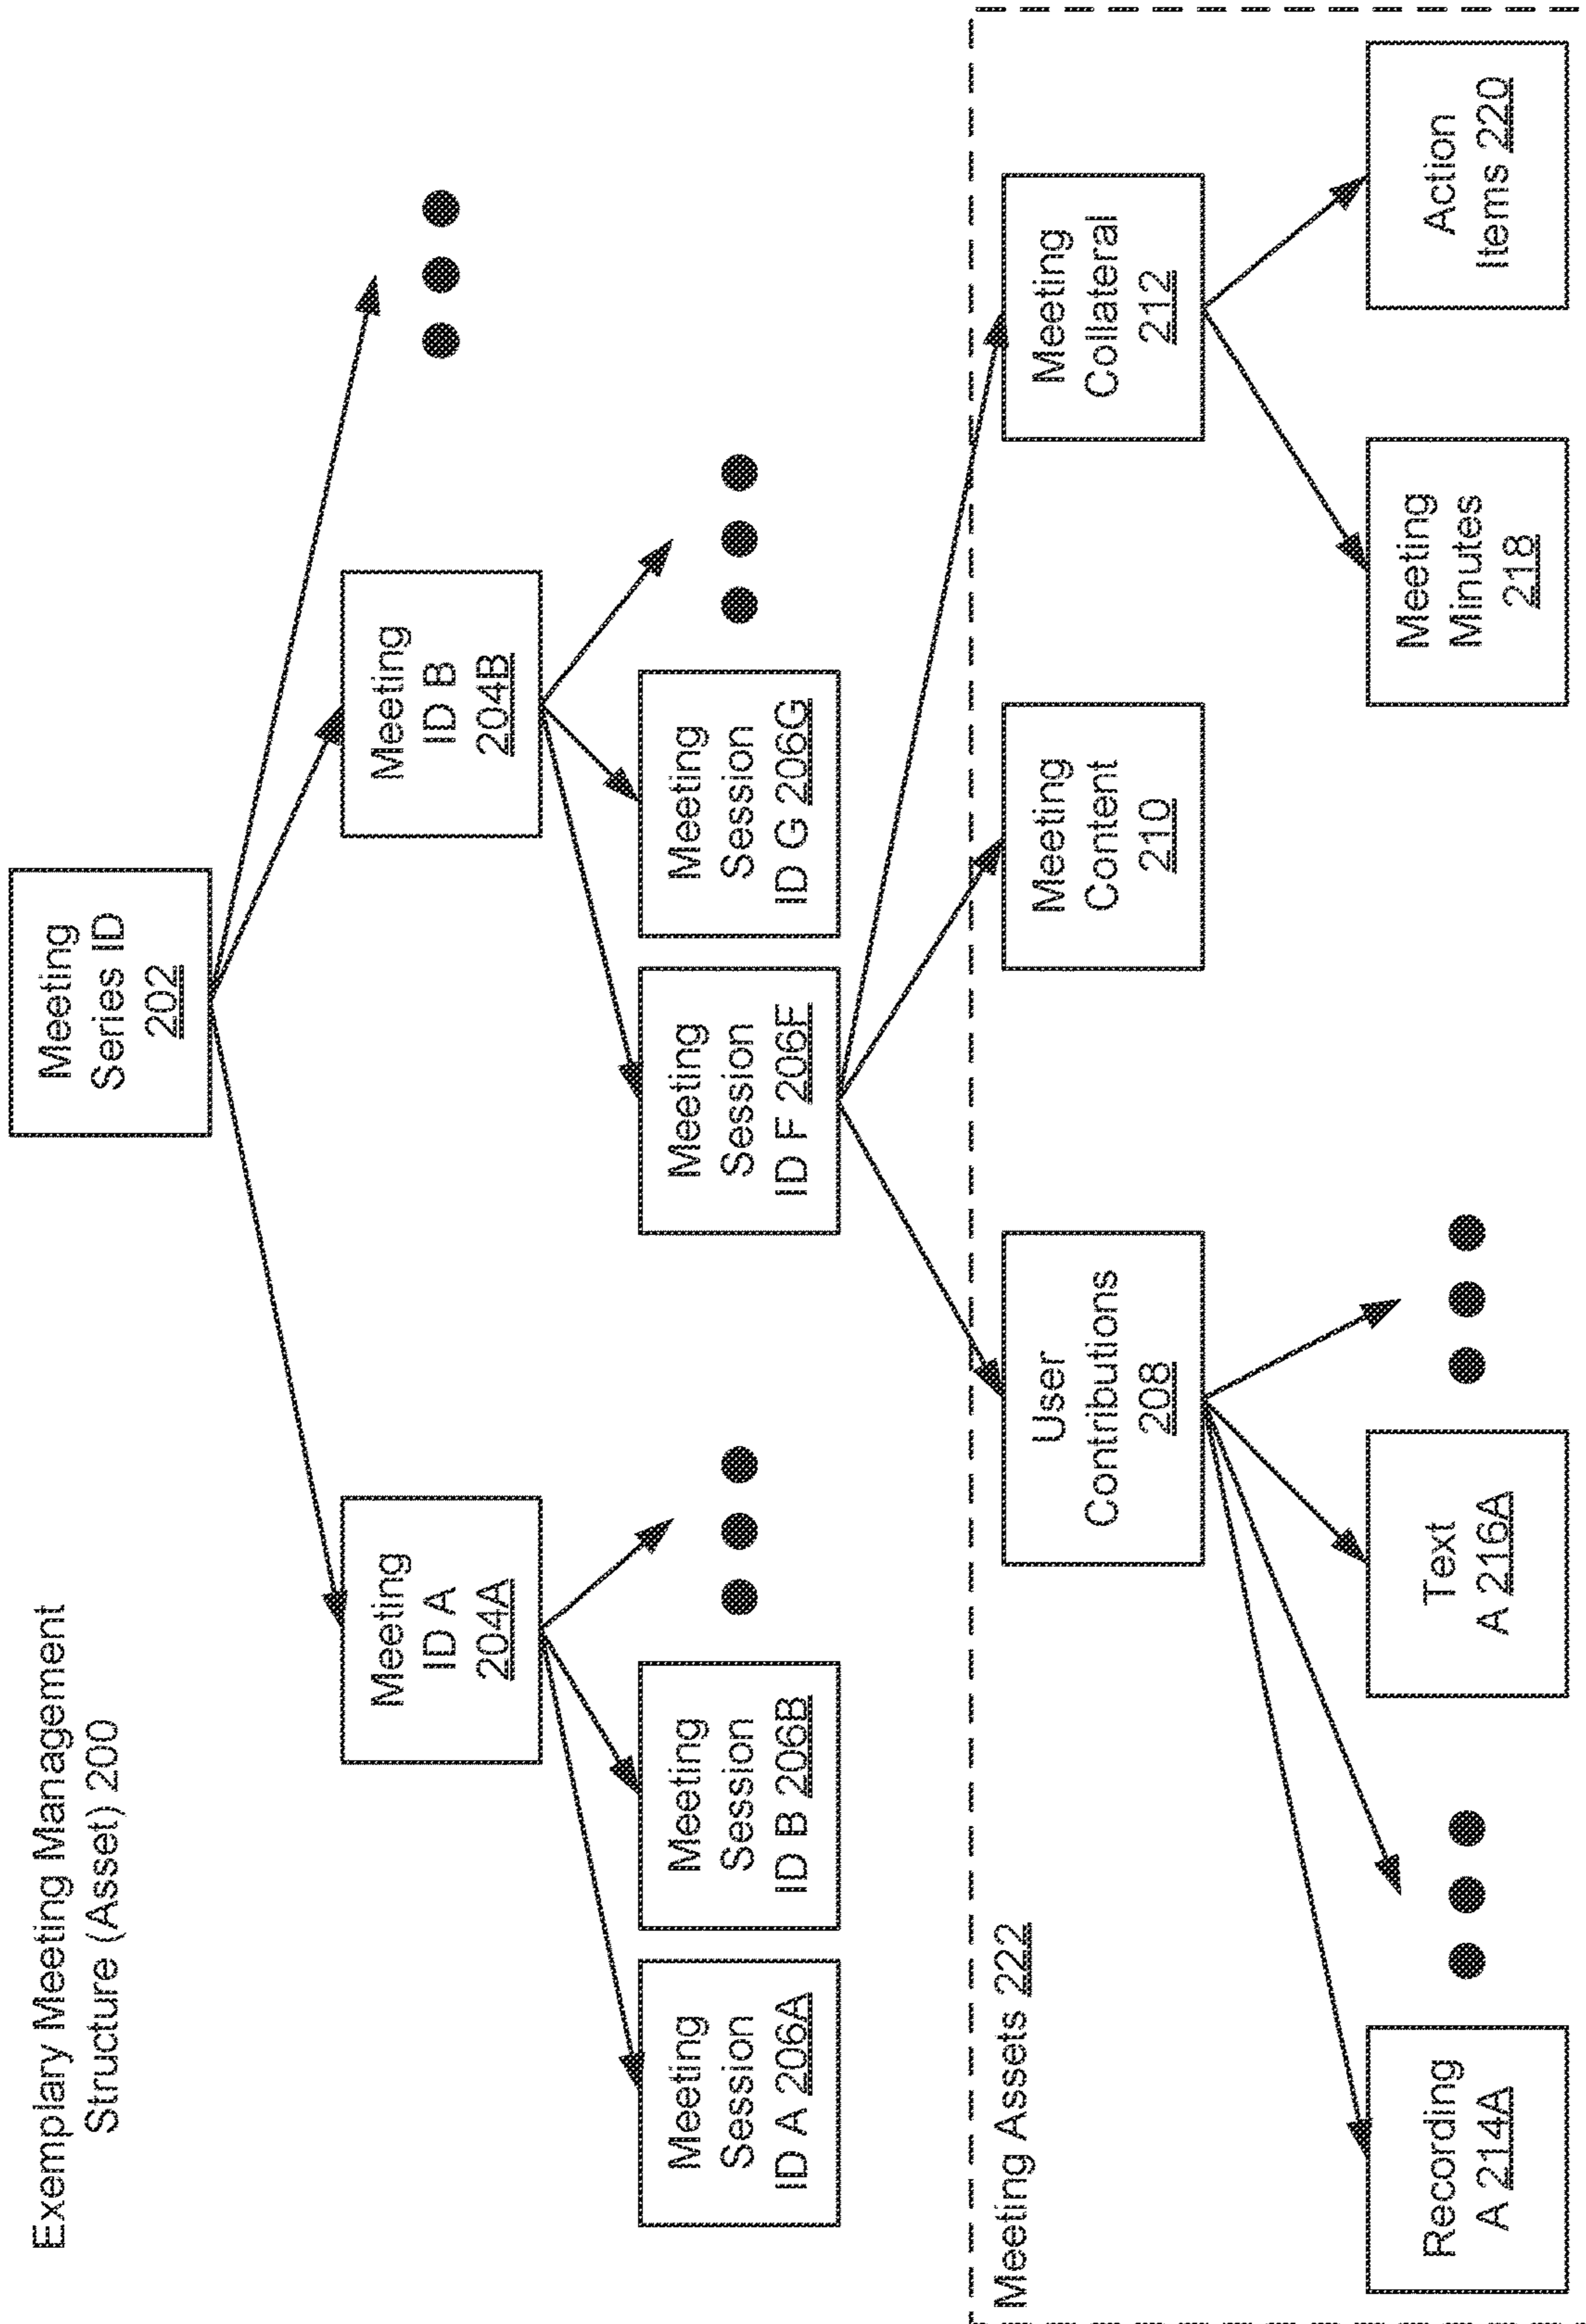 Exemplary Meeting Management
Structure (Asset) 200
Meeting
Series ID
202
Meeting
ID A
204A
Meeting
ID B
204B
Meeting
Session
ID A 206A
Meeting
Session
ID B 206B
Meeting
Session
ID F 206F
Meeting
Session
ID G 206G
Meeting Assets 222
User
Contributions
208
Meeting
Content
210
Meeting
Collateral
212
Recording
A 214A
Text
A 216A
Meeting
Minutes
218
Action
Items 220